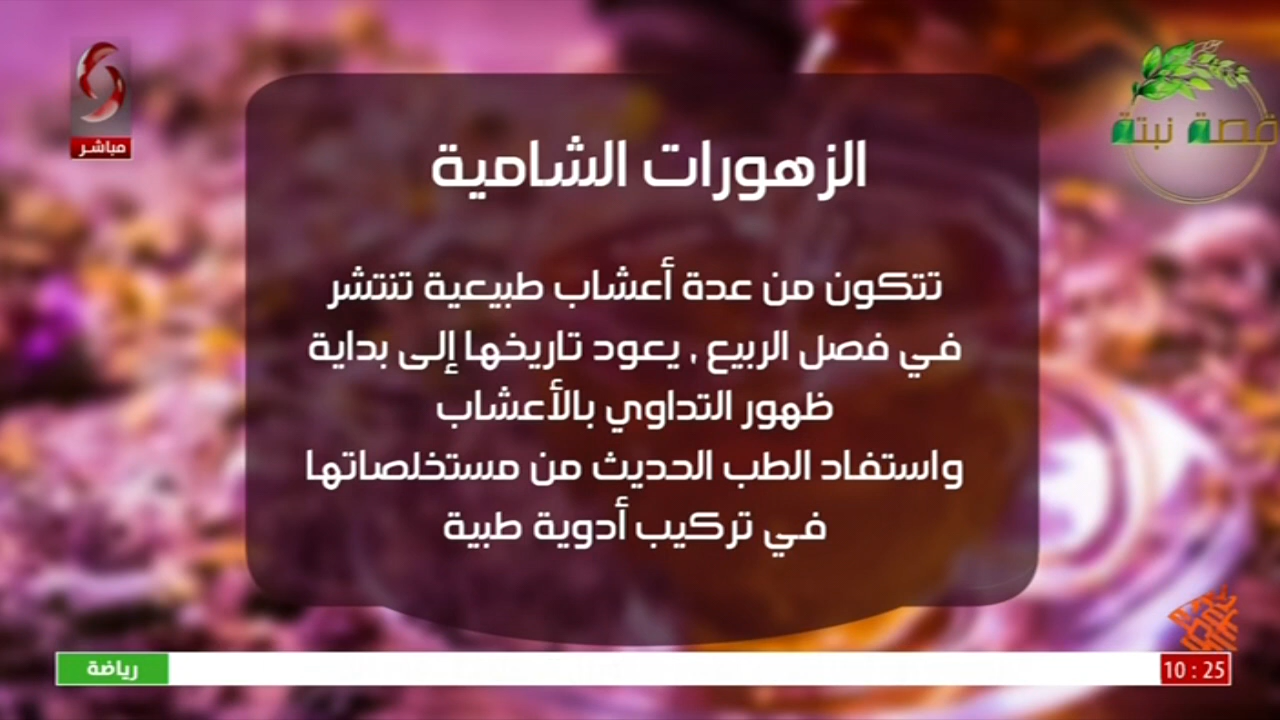 مباشر
قصة نبتة
الزهورات الشامية
تتكون من عدة أعشاب طبيعية تنتشر
في فصل الربيع , يعود تاريخها إلى بداية
ظهور التداوي بالأعشاب
واستفاد الطب الحديث من مستخلصاتها
في تركيب أدوية طبية
رياضة
10 : 25